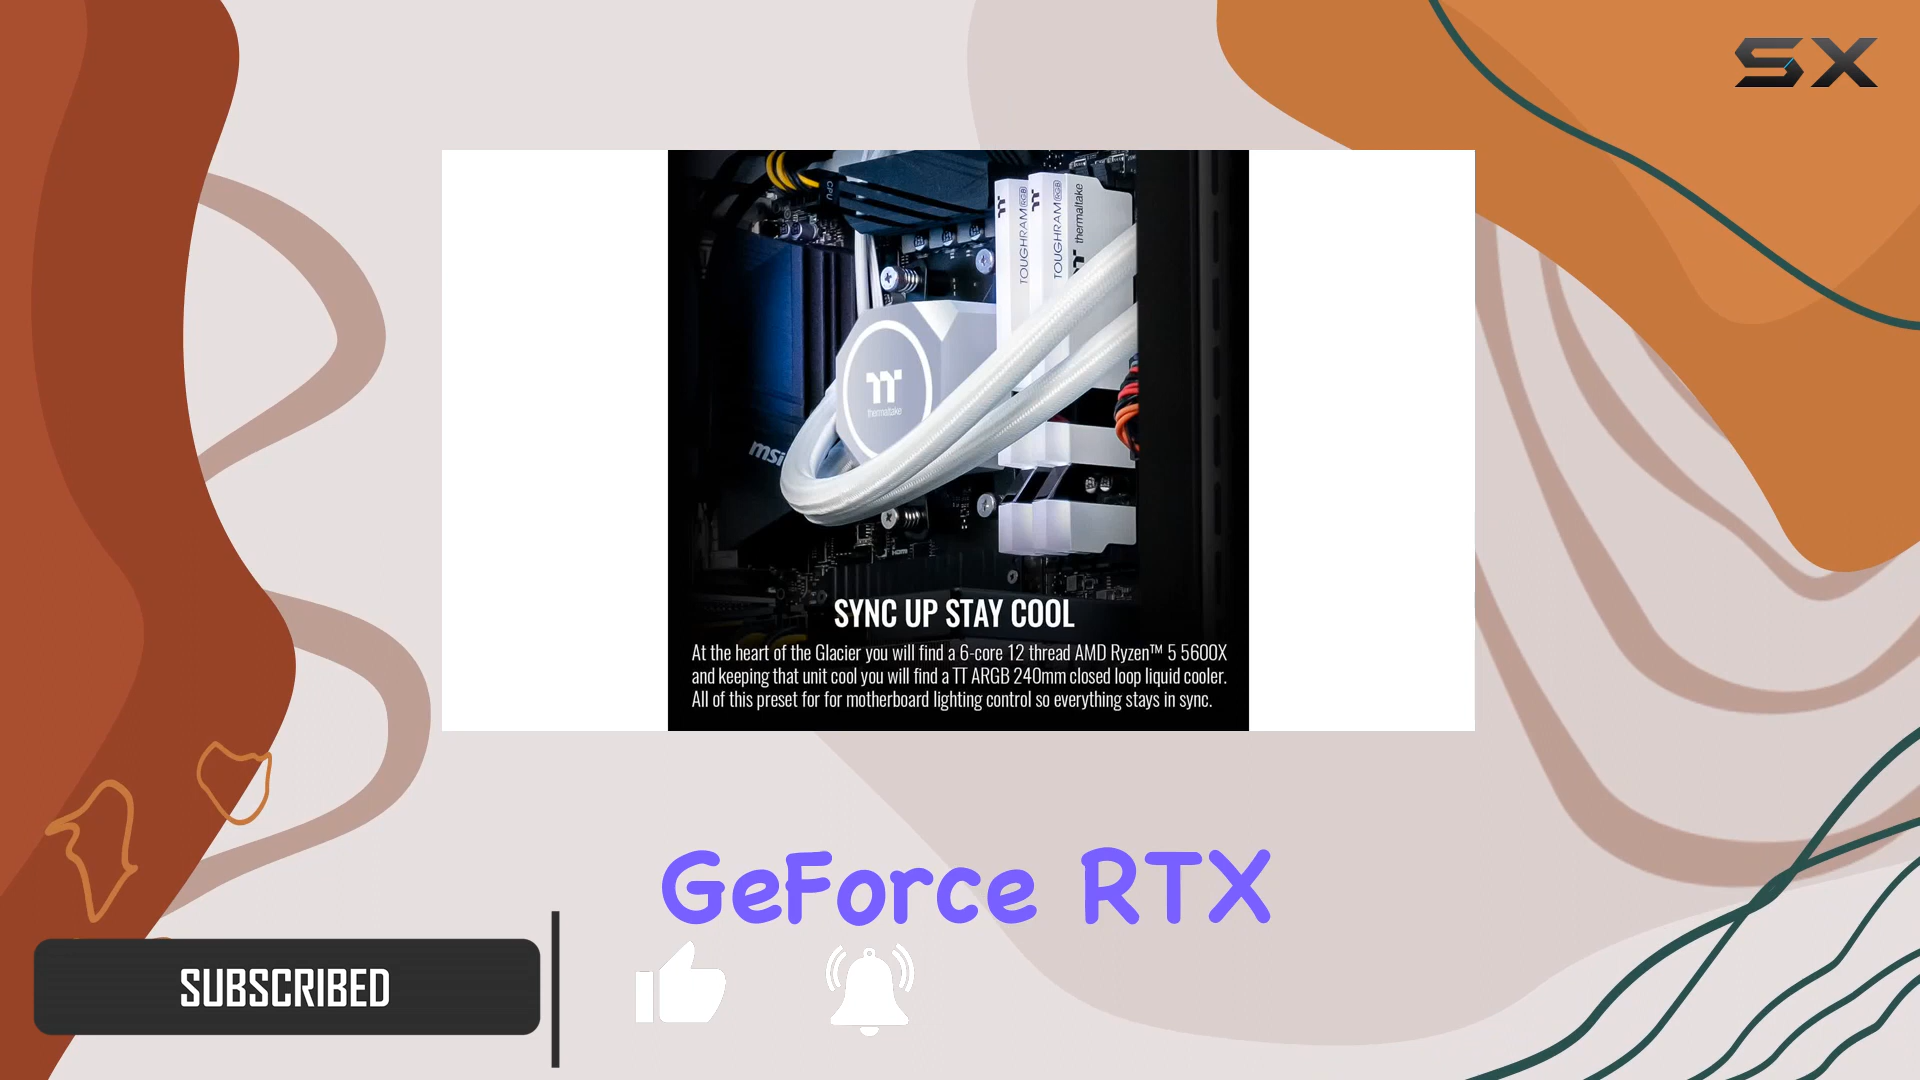 SX
CPU
TOUGHRAM RGB
TOUGHRAM RGB
thermaltake
thermaltake
msi
SYNC UP STAY COOL
At the heart of the Glacier you will find a 6-core 12 thread AMD Ryzen™ 5 5600X
and keeping that unit cool you will find a TT ARGB 240mm closed loop liquid cooler.
All of this preset for for motherboard lighting control so everything stays in sync.
GeForce RTX
SUBSCRIBED